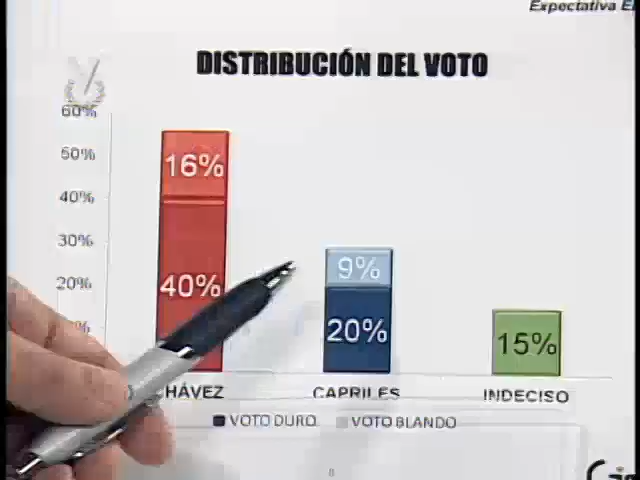 Expectativa
DISTRIBUCIÓN DEL VOTO
60%
50%
40%
30%
20%
16%
40%
9%
20%
15%
HÁVEZ
CAPRILES
INDECISO
VOTO DURO
VOTO BLANDO